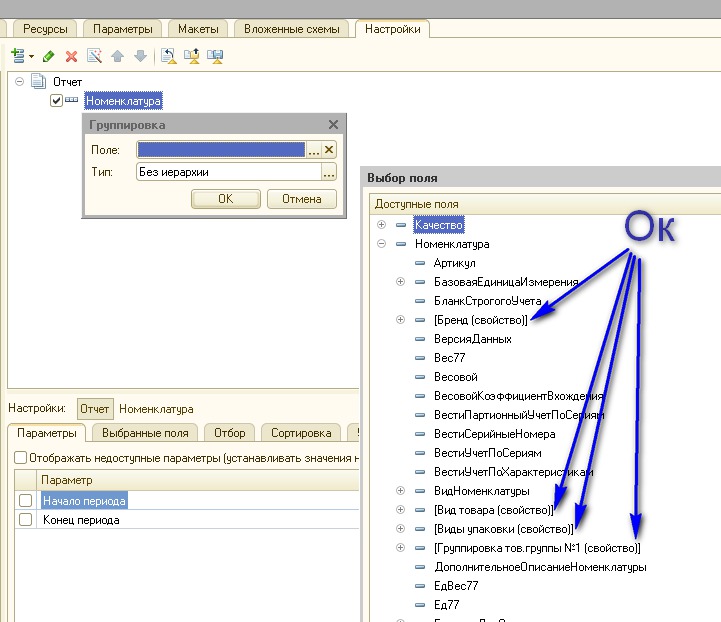 Ресурсы Параметры Макеты Вложенные схемы Настройки
Отчет
Номенклатура
Группировка
Поле:
Тип: Без иерархии
OK Отмена
Выбор поля
Доступные поля
Ок
Качество
Номенклатура
Артикул
БазоваяЕдиницаИзмерения
БланкСтрогогоУчета
[Бренд (свойство)]
ВерсияДанных
Вес77
Весовой
ВесовойКоэффициентВхождения
ВестиПартионныйУчетПоСериям
ВестиСерийныеНомера
ВестиУчетПоСериям
ВестиУчетПоХарактеристикам
ВидНоменклатуры
[Вид товара (свойство)]
[Виды упаковки (свойство)]
[Группировка тов.группы №1 (свойство)]
ДополнительноеОписаниеНоменклатуры
ЕдВес77
Ед77
Настройки: Отчет Номенклатура
Параметры Выбранные поля Отбор Сортировка
Отображать недоступные параметры (устанавливать значения н
Параметр
Начало периода
Конец периода